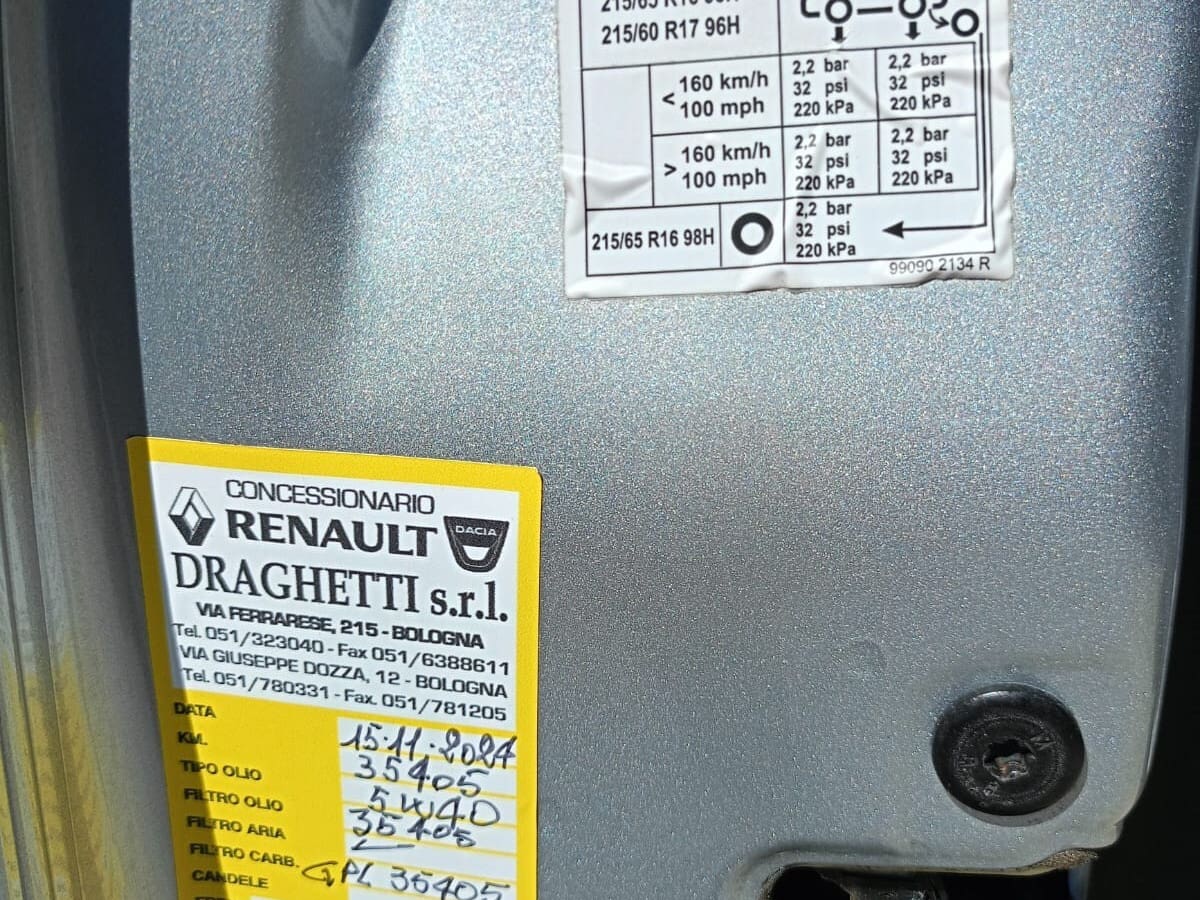 215/65 R16 98H
215/60 R17 96H
< 160 km/h 100 mph
2,2 bar 32 psi 220 kPa
2,2 bar 32 psi 220 kPa
> 160 km/h 100 mph
2,2 bar 32 psi 220 kPa
2,2 bar 32 psi 220 kPa
215/65 R16 98H
2,2 bar 32 psi 220 kPa
99090 2134 R
CONCESSIONARIO
RENAULT DACIA
DRAGHETTI s.r.l.
VIA FERRARESE, 215 - BOLOGNA
Tel. 051/323040 - Fax 051/6388611
VIA GIUSEPPE DOZZA, 12 - BOLOGNA
Tel. 051/780331 - Fax. 051/781205
DATA 15·11·2024
KM. 35405
TIPO OLIO 5W40
FILTRO OLIO 35405
FILTRO ARIA
FILTRO CARB. GPL 35405
CANDELE